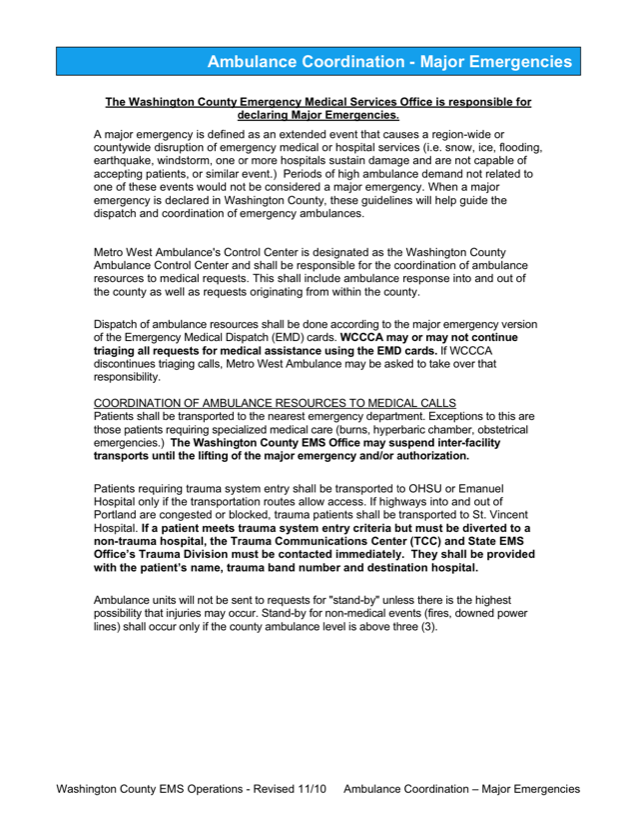 Ambulance Coordination - Major Emergencies
The Washington County Emergency Medical Services Office is responsible for
declaring Major Emergencies.
A major emergency is defined as an extended event that causes a region-wide or
countywide disruption of emergency medical or hospital services (i.e. snow, ice, flooding,
earthquake, windstorm, one or more hospitals sustain damage and are not capable of
accepting patients, or similar event.)  Periods of high ambulance demand not related to
one of these events would not be considered a major emergency. When a major
emergency is declared in Washington County, these guidelines will help guide the
dispatch and coordination of emergency ambulances.
Metro West Ambulance's Control Center is designated as the Washington County
Ambulance Control Center and shall be responsible for the coordination of ambulance
resources to medical requests. This shall include ambulance response into and out of
the county as well as requests originating from within the county.
Dispatch of ambulance resources shall be done according to the major emergency version
of the Emergency Medical Dispatch (EMD) cards. WCCCA may or may not continue
triaging all requests for medical assistance using the EMD cards. If WCCCA
discontinues triaging calls, Metro West Ambulance may be asked to take over that
responsibility.
COORDINATION OF AMBULANCE RESOURCES TO MEDICAL CALLS
Patients shall be transported to the nearest emergency department. Exceptions to this are
those patients requiring specialized medical care (burns, hyperbaric chamber, obstetrical
emergencies.)  The Washington County EMS Office may suspend inter-facility
transports until the lifting of the major emergency and/or authorization.
Patients requiring trauma system entry shall be transported to OHSU or Emanuel
Hospital only if the transportation routes allow access. If highways into and out of
Portland are congested or blocked, trauma patients shall be transported to St. Vincent
Hospital. If a patient meets trauma system entry criteria but must be diverted to a
non-trauma hospital, the Trauma Communications Center (TCC) and State EMS
Office's Trauma Division must be contacted immediately.  They shall be provided
with the patient's name, trauma band number and destination hospital.
Ambulance units will not be sent to requests for "stand-by" unless there is the highest
possibility that injuries may occur. Stand-by for non-medical events (fires, downed power
lines) shall occur only if the county ambulance level is above three (3).
Washington County EMS Operations - Revised 11/10 Ambulance Coordination – Major Emergencies